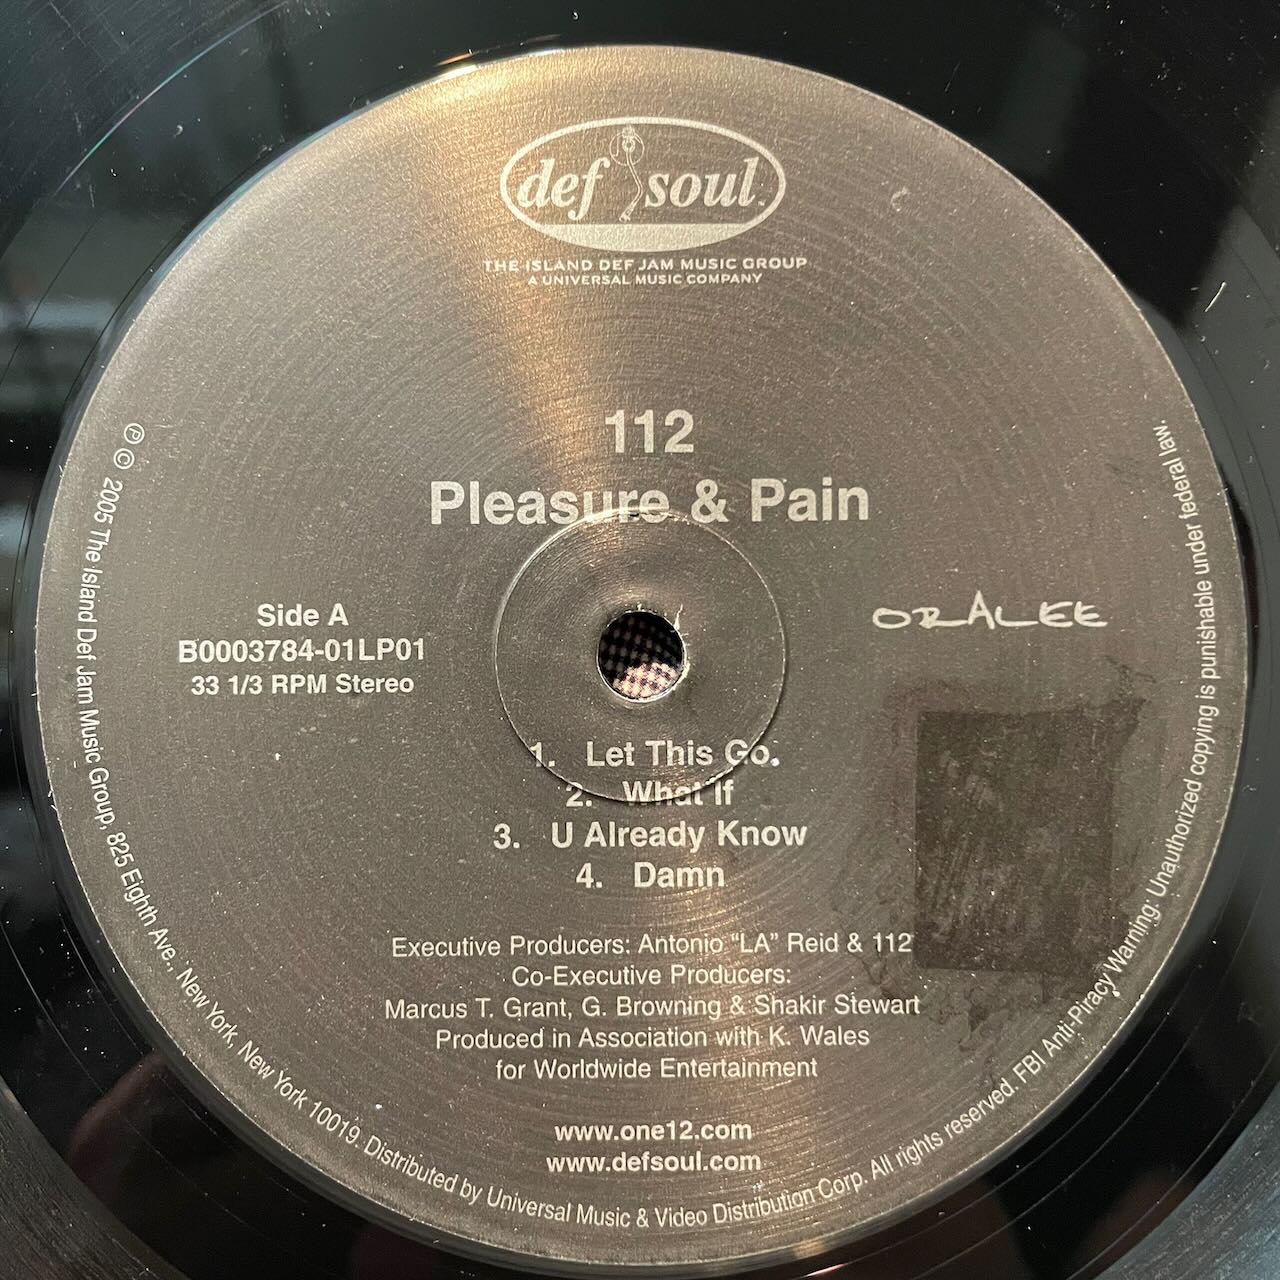 def soul.
THE ISLAND DEF JAM MUSIC GROUP
A UNIVERSAL MUSIC COMPANY
112
Pleasure & Pain
Side A
B0003784-01LP01
33 1/3 RPM Stereo
ORALEE
1. Let This Go.
2. What If
3. U Already Know
4. Damn
Executive Producers: Antonio “LA” Reid & 112
Co-Executive Producers:
Marcus T. Grant, G. Browning & Shakir Stewart
Produced in Association with K. Wales
for Worldwide Entertainment
www.one12.com
www.defsoul.com
℗ © 2005 The Island Def Jam Music Group, 825 Eighth Ave., New York, New York 10019. Distributed by Universal Music & Video Distribution Corp. All rights reserved. FBI Anti-Piracy Warning: Unauthorized copying is punishable under federal law.